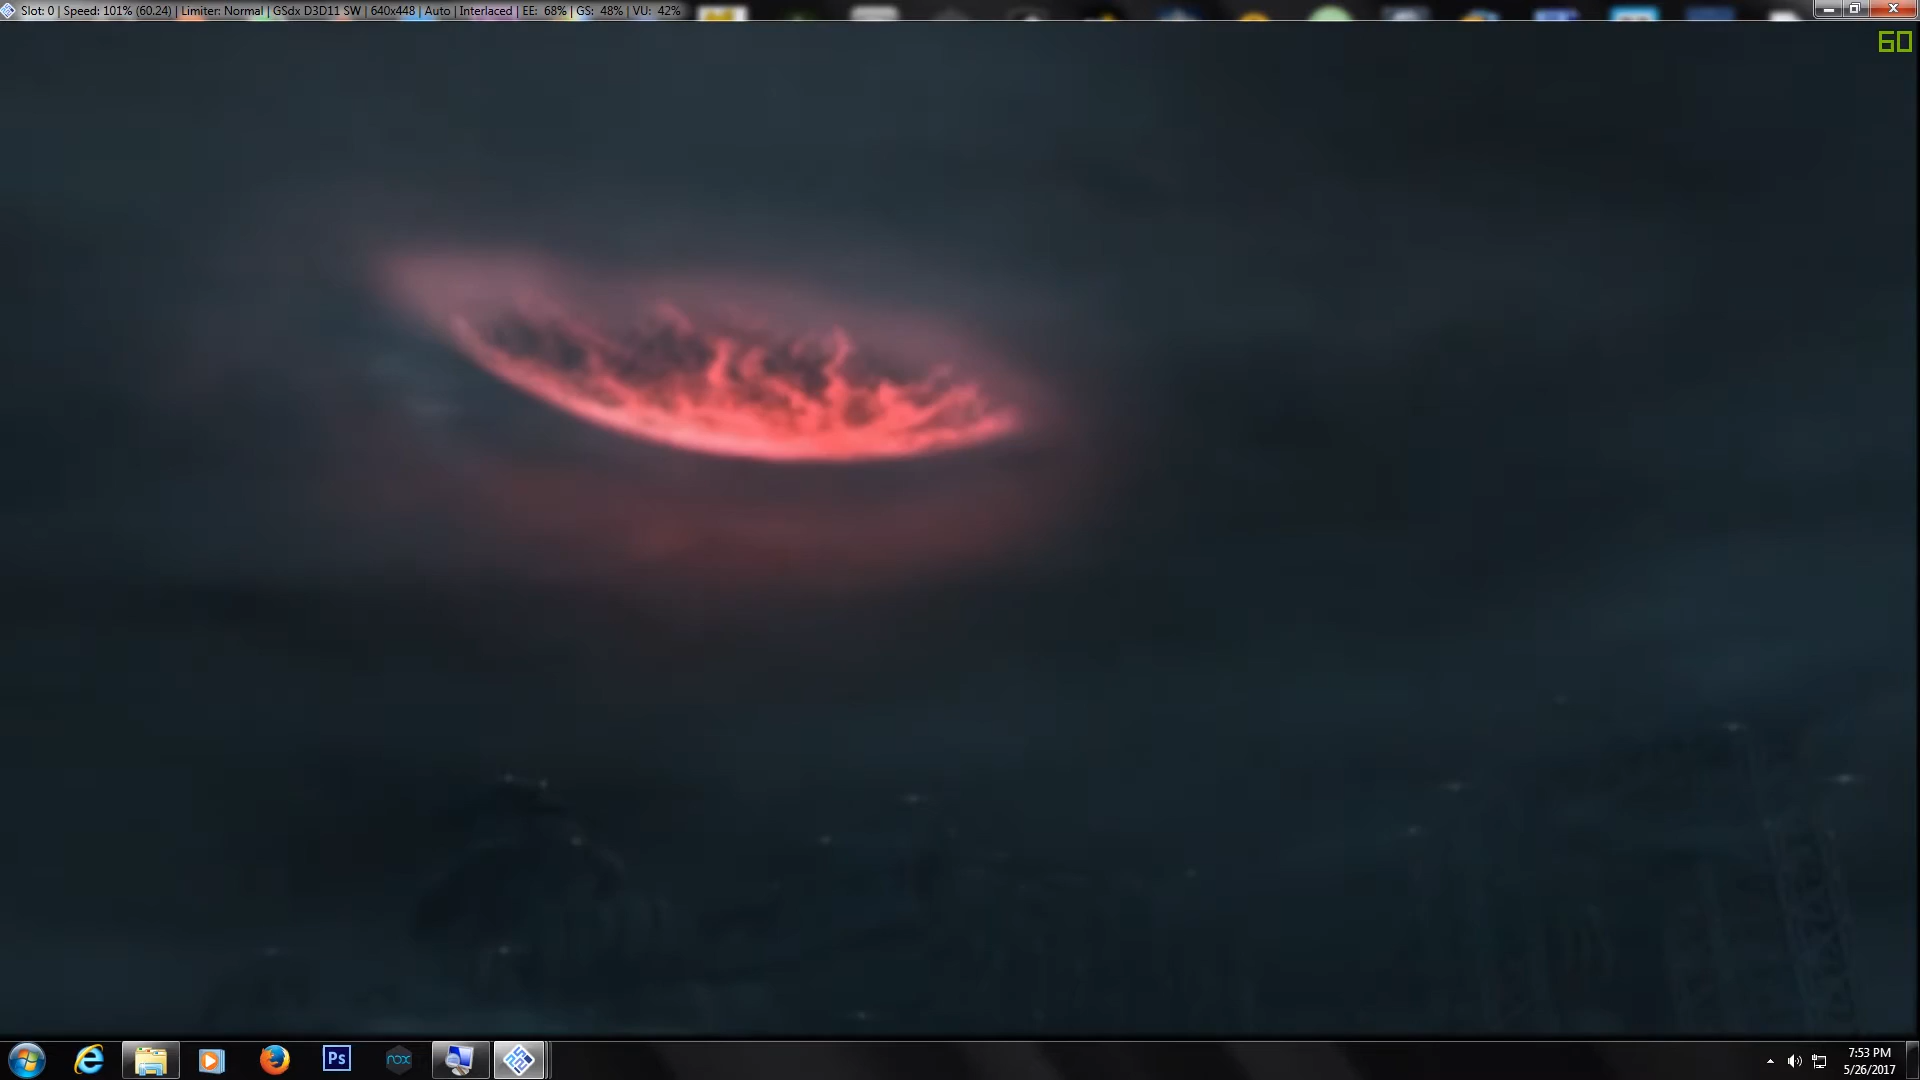 Slot: 0 | Speed: 101% (60.24) | Limiter: Normal | GSdx D3D11 SW | 640x448 | Auto | Interlaced | EE:  68% | GS:  48% | VU:  42%
60
Ps
nox
7:53 PM
5/26/2017